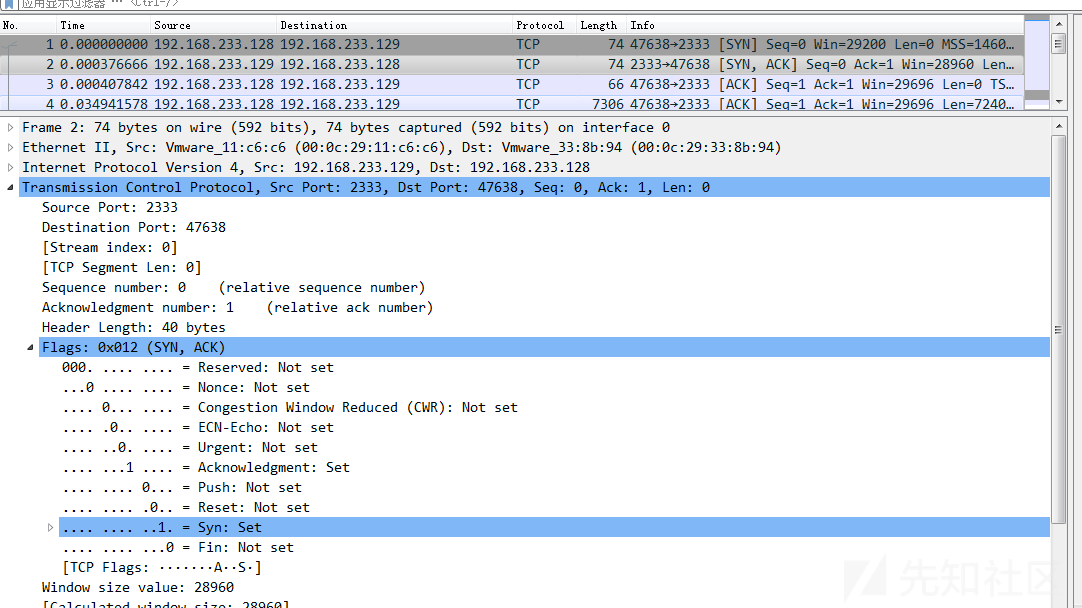 应用显示过滤器 … <Ctrl-/>
No. Time Source Destination Protocol Length Info
1 0.000000000 192.168.233.128 192.168.233.129 TCP 74 47638→2333 [SYN] Seq=0 Win=29200 Len=0 MSS=1460…
2 0.000376666 192.168.233.129 192.168.233.128 TCP 74 2333→47638 [SYN, ACK] Seq=0 Ack=1 Win=28960 Len…
3 0.000407842 192.168.233.128 192.168.233.129 TCP 66 47638→2333 [ACK] Seq=1 Ack=1 Win=29696 Len=0 TS…
4 0.034941578 192.168.233.128 192.168.233.129 TCP 7306 47638→2333 [ACK] Seq=1 Ack=1 Win=29696 Len=7240…
Frame 2: 74 bytes on wire (592 bits), 74 bytes captured (592 bits) on interface 0
Ethernet II, Src: Vmware_11:c6:c6 (00:0c:29:11:c6:c6), Dst: Vmware_33:8b:94 (00:0c:29:33:8b:94)
Internet Protocol Version 4, Src: 192.168.233.129, Dst: 192.168.233.128
Transmission Control Protocol, Src Port: 2333, Dst Port: 47638, Seq: 0, Ack: 1, Len: 0
Source Port: 2333
Destination Port: 47638
[Stream index: 0]
[TCP Segment Len: 0]
Sequence number: 0    (relative sequence number)
Acknowledgment number: 1    (relative ack number)
Header Length: 40 bytes
Flags: 0x012 (SYN, ACK)
000. .... .... = Reserved: Not set
...0 .... .... = Nonce: Not set
.... 0... .... = Congestion Window Reduced (CWR): Not set
.... .0.. .... = ECN-Echo: Not set
.... ..0. .... = Urgent: Not set
.... ...1 .... = Acknowledgment: Set
.... .... 0... = Push: Not set
.... .... .0.. = Reset: Not set
.... .... ..1. = Syn: Set
.... .... ...0 = Fin: Not set
[TCP Flags: ·······A··S·]
Window size value: 28960
[Calculated window size: 28960]
先知社区